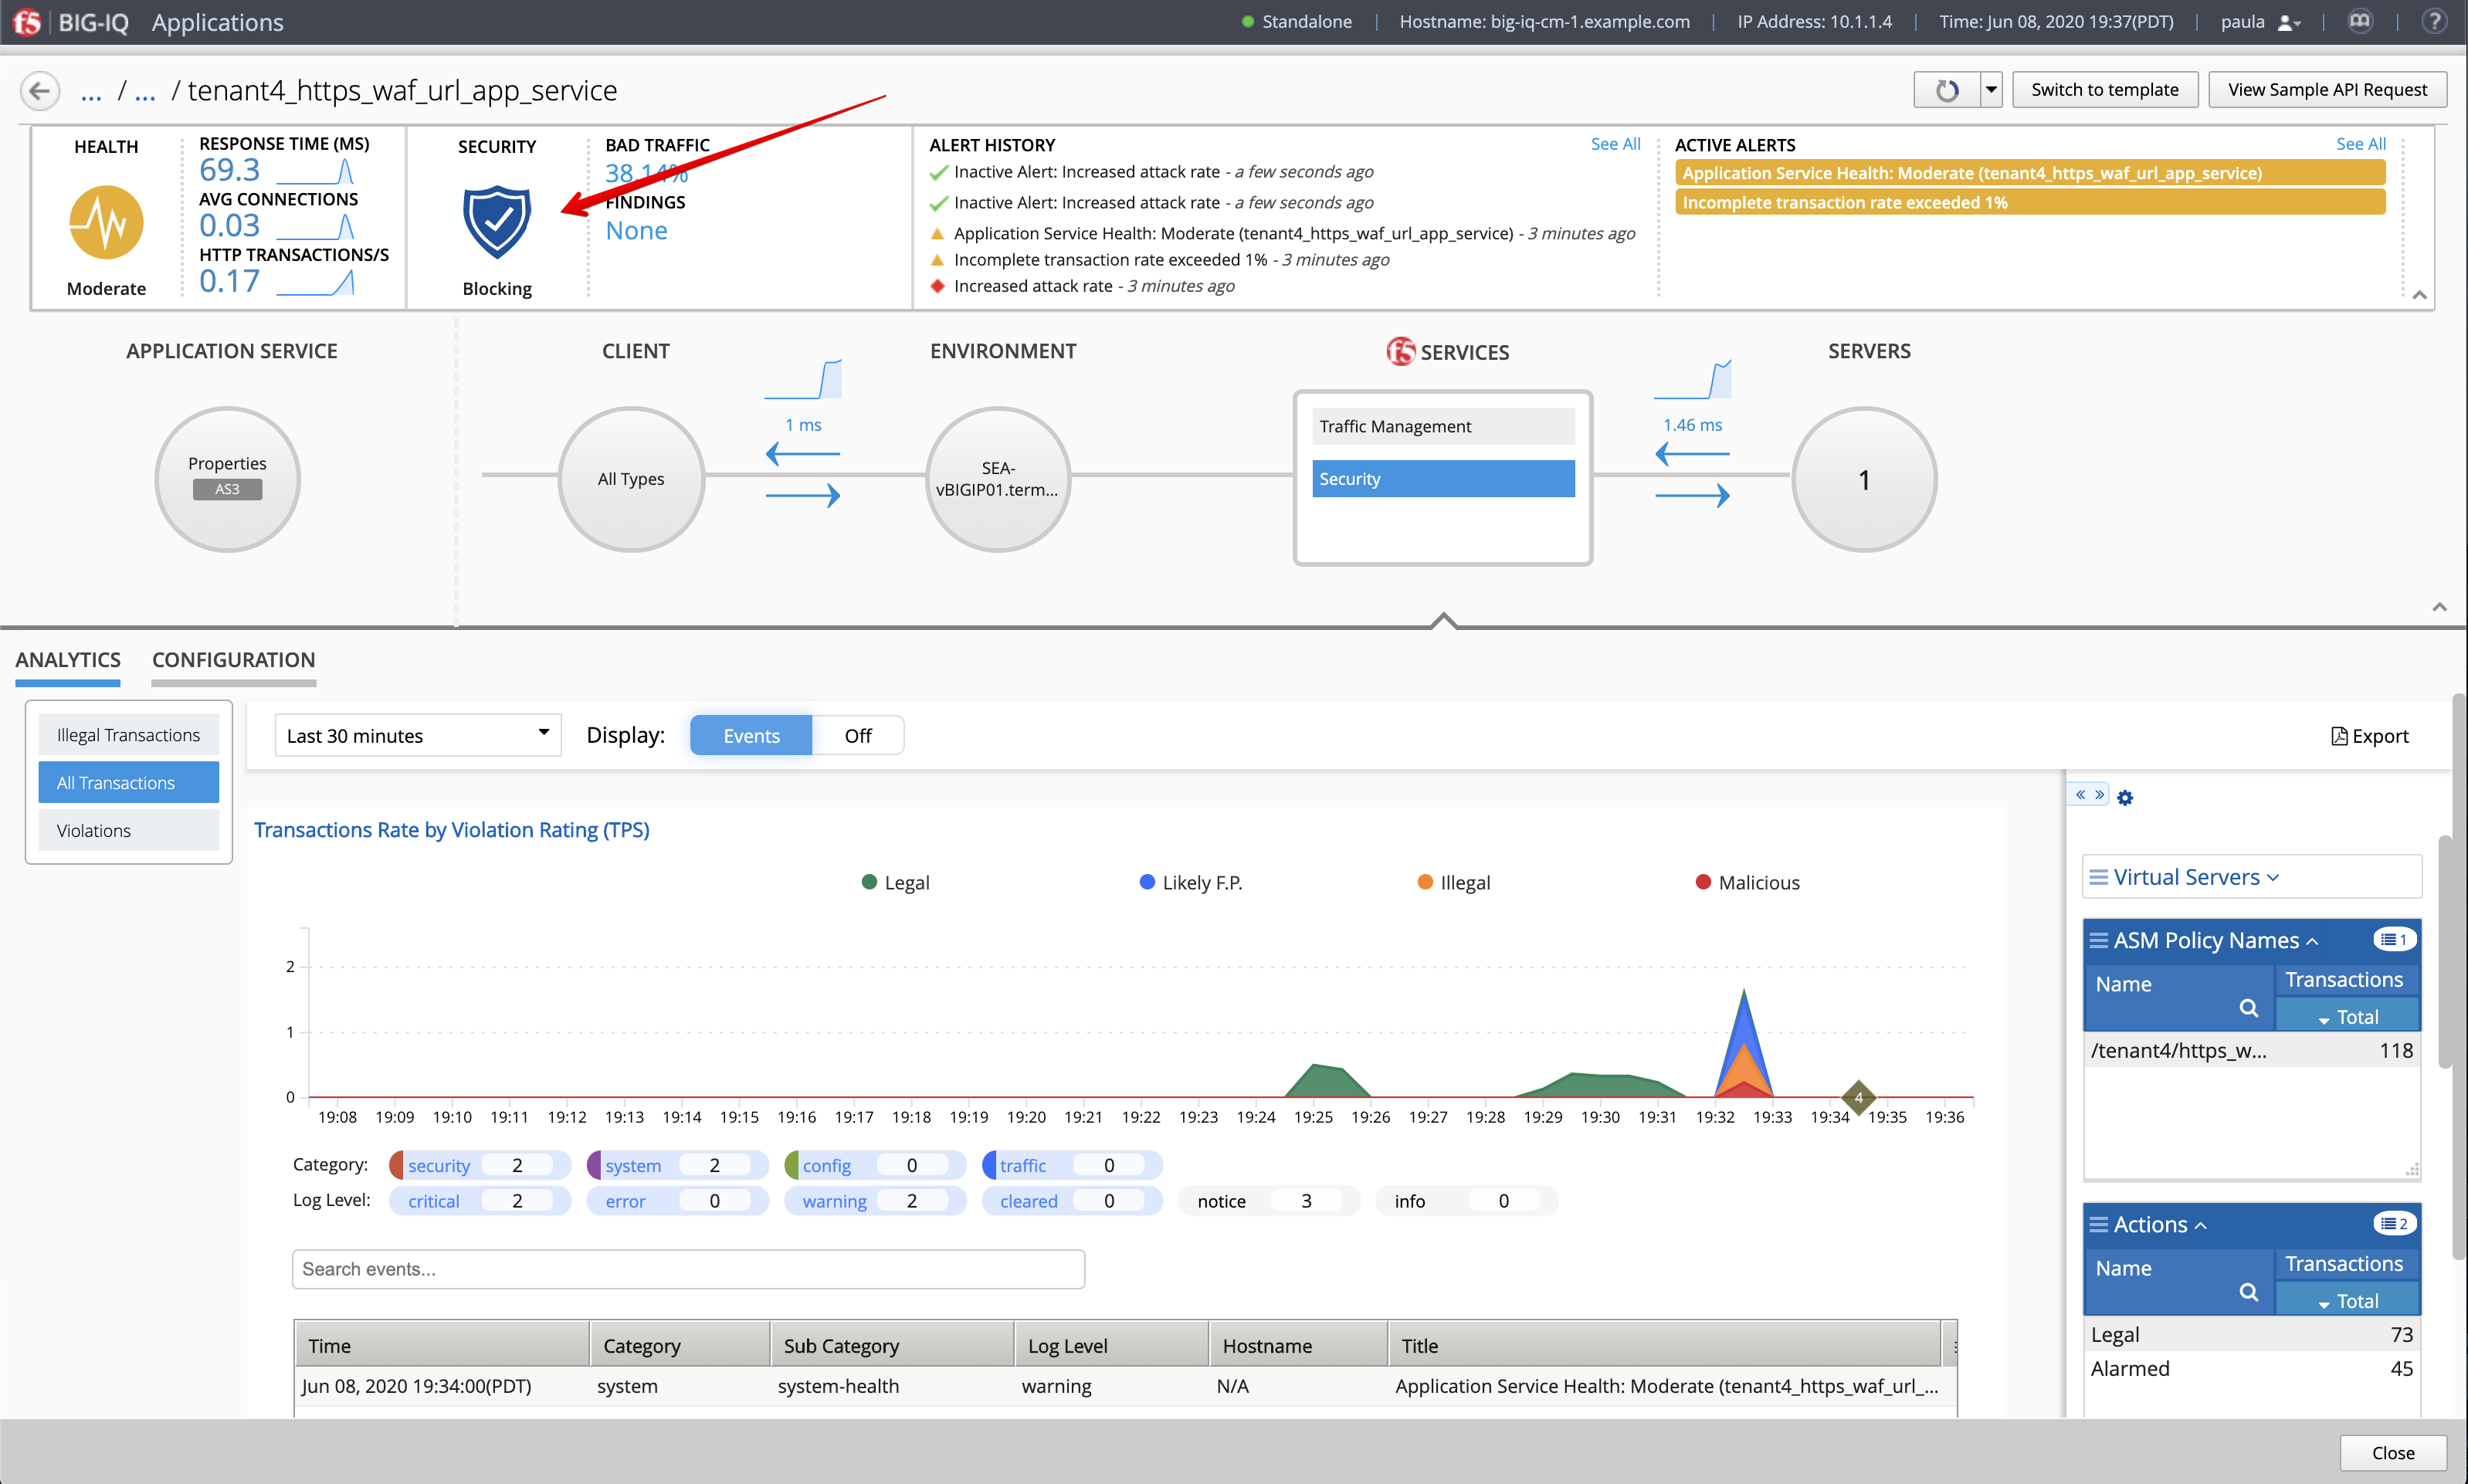 f5 BIG-IQ Applications
Standalone Hostname: big-iq-cm-1.example.com IP Address: 10.1.1.4 Time: Jun 08, 2020 19:37(PDT) paula ?
... / ... / tenant4_https_waf_url_app_service
Switch to template View Sample API Request
HEALTH
Moderate
RESPONSE TIME (MS)
69.3
AVG CONNECTIONS
0.03
HTTP TRANSACTIONS/S
0.17
SECURITY
Blocking
BAD TRAFFIC
38.14%
FINDINGS
None
ALERT HISTORY See All
Inactive Alert: Increased attack rate - a few seconds ago
Inactive Alert: Increased attack rate - a few seconds ago
Application Service Health: Moderate (tenant4_https_waf_url_app_service) - 3 minutes ago
Incomplete transaction rate exceeded 1% - 3 minutes ago
Increased attack rate - 3 minutes ago
ACTIVE ALERTS See All
Application Service Health: Moderate (tenant4_https_waf_url_app_service)
Incomplete transaction rate exceeded 1%
APPLICATION SERVICE CLIENT ENVIRONMENT f5 SERVICES SERVERS
Properties
AS3
All Types
1 ms
SEA-
vBIGIP01.term...
Traffic Management
Security
1.46 ms
1
ANALYTICS CONFIGURATION
Illegal Transactions
All Transactions
Violations
Last 30 minutes Display: Events Off Export
Transactions Rate by Violation Rating (TPS)
Legal Likely F.P. Illegal Malicious
2
1
0
4
19:08 19:09 19:10 19:11 19:12 19:13 19:14 19:15 19:16 19:17 19:18 19:19 19:20 19:21 19:22 19:23 19:24 19:25 19:26 19:27 19:28 19:29 19:30 19:31 19:32 19:33 19:34 19:35 19:36
Category: security 2 system 2 config 0 traffic 0
Log Level: critical 2 error 0 warning 2 cleared 0 notice 3 info 0
Search events...
Time Category Sub Category Log Level Hostname Title
Jun 08, 2020 19:34:00(PDT) system system-health warning N/A Application Service Health: Moderate (tenant4_https_waf_url_...
« »
Virtual Servers
ASM Policy Names 1
Name Transactions
Total
/tenant4/https_w... 118
Actions 2
Name Transactions
Total
Legal 73
Alarmed 45
Close